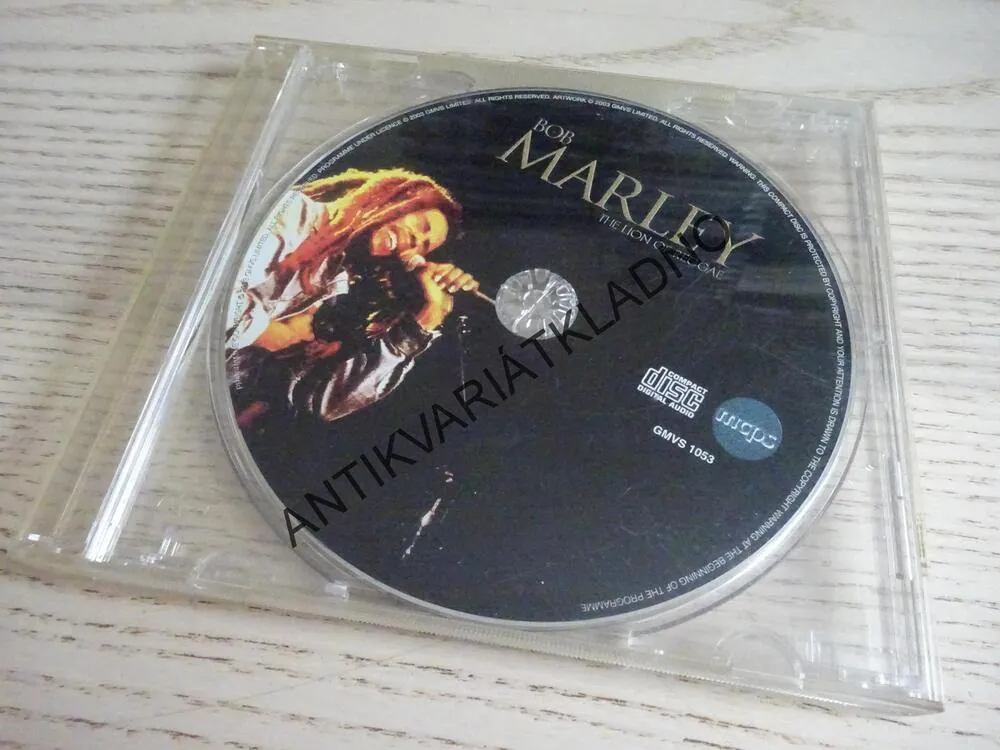 BOB
MARLEY
THE LION OF REGGAE
COMPACT
disc
DIGITAL AUDIO
mcps
GMVS 1053
PROGRAMME UNDER LICENCE © 2003 GMVS LIMITED. ALL RIGHTS RESERVED. ARTWORK © 2003 GMVS LIMITED. ALL RIGHTS RESERVED. WARNING: THIS COMPACT DISC IS PROTECTED BY COPYRIGHT AND YOUR ATTENTION IS DRAWN TO THE COPYRIGHT WARNING AT THE BEGINNING OF THE PROGRAMME
ANTIKVARIÁTKLADNO